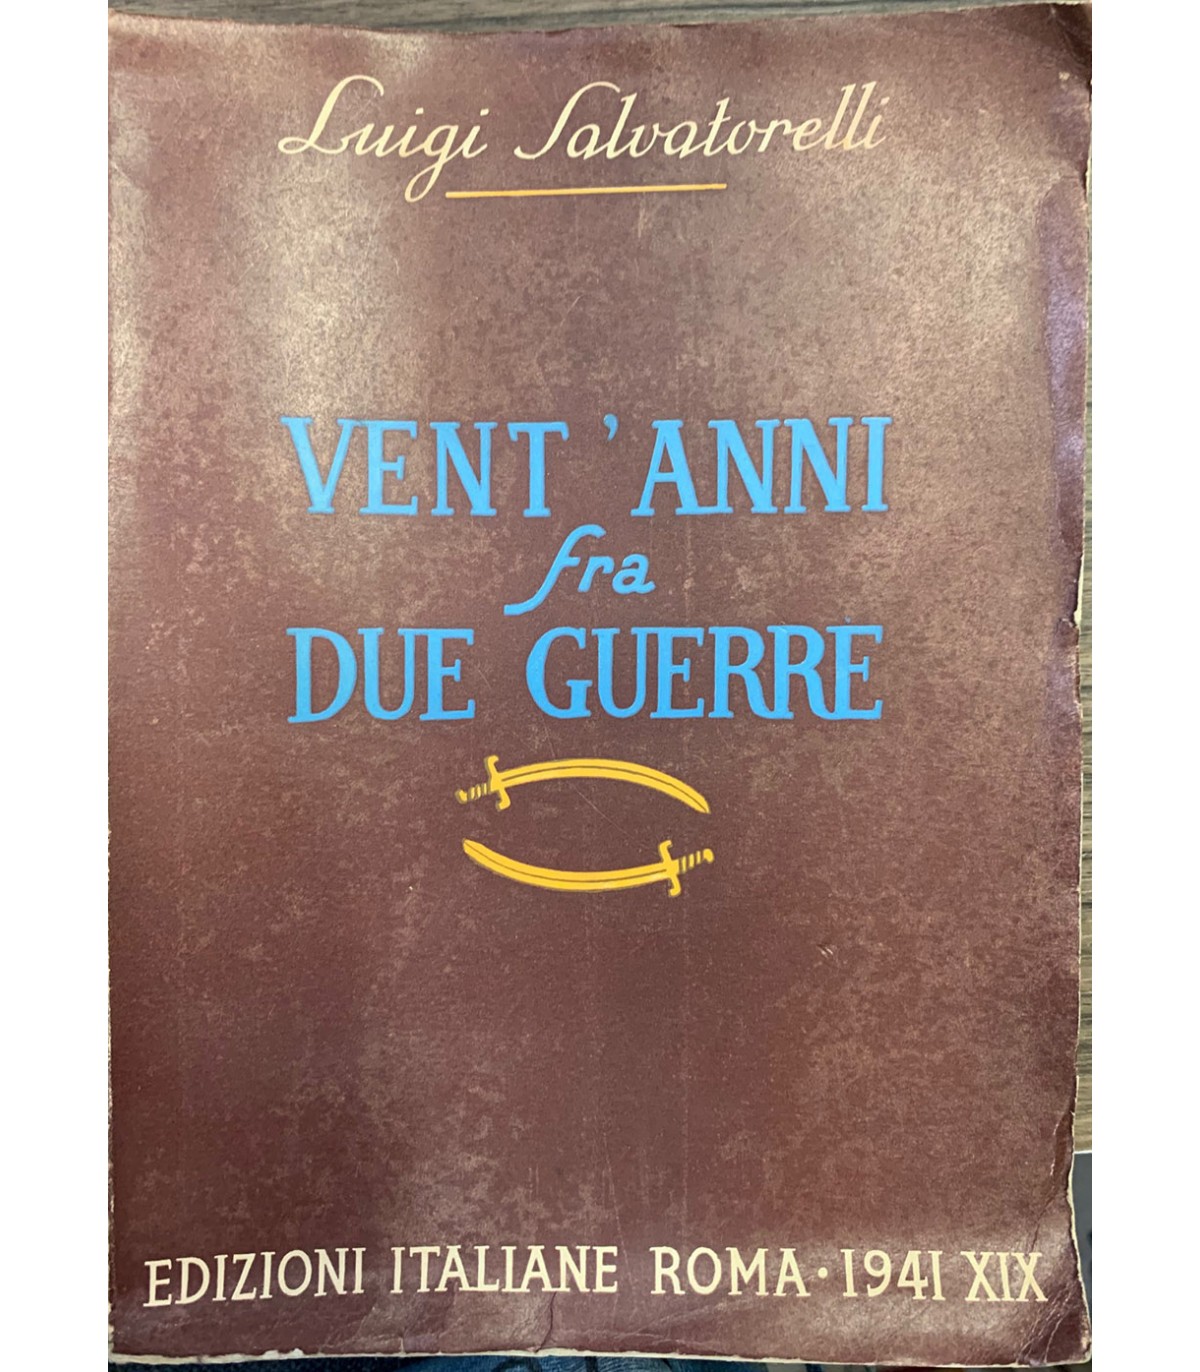 Luigi Salvatorelli
VENT'ANNI
fra
DUE GUERRE
EDIZIONI ITALIANE ROMA · 1941 XIX